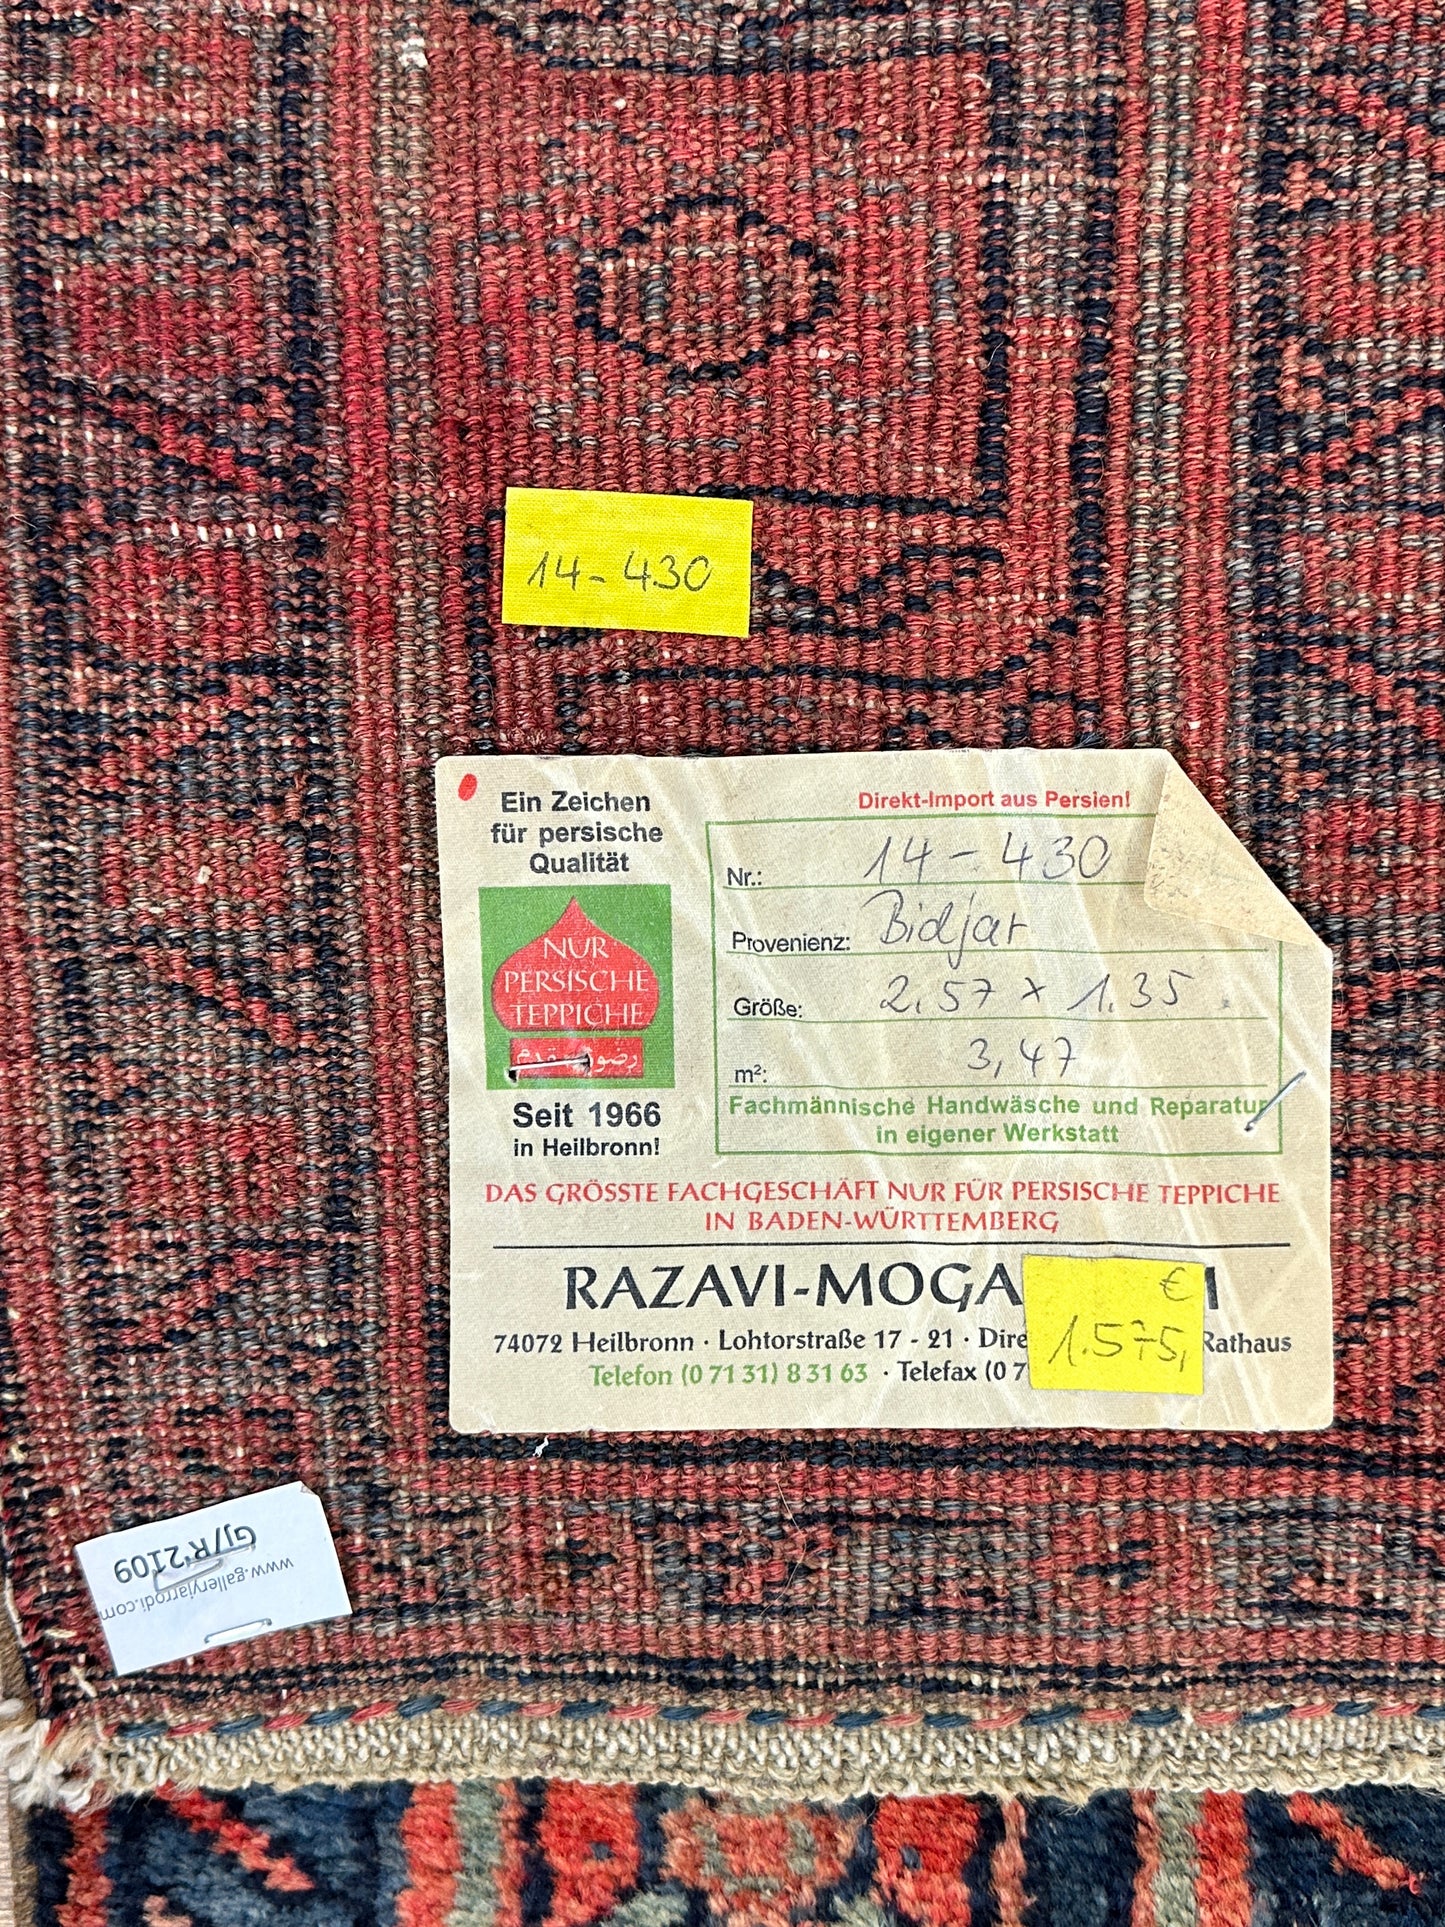 14-430
Ein Zeichen
für persische
Qualität
NUR
PERSISCHE
TEPPICHE
Seit 1966
in Heilbronn!
Direkt-Import aus Persien!
Nr.: 14-430
Provenienz: Bidjar
Größe: 2,57 x 1,35
m²: 3,47
Fachmännische Handwäsche und Reparatur
in eigener Werkstatt
DAS GRÖSSTE FACHGESCHÄFT NUR FÜR PERSISCHE TEPPICHE
IN BADEN-WÜRTTEMBERG
RAZAVI-MOGA
€
1.575,
74072 Heilbronn · Lohtorstraße 17 - 21 · Dire Rathaus
Telefon (0 71 31) 8 31 63 · Telefax (0 7
www.galleryjarrodi.com
GJ/R'2109